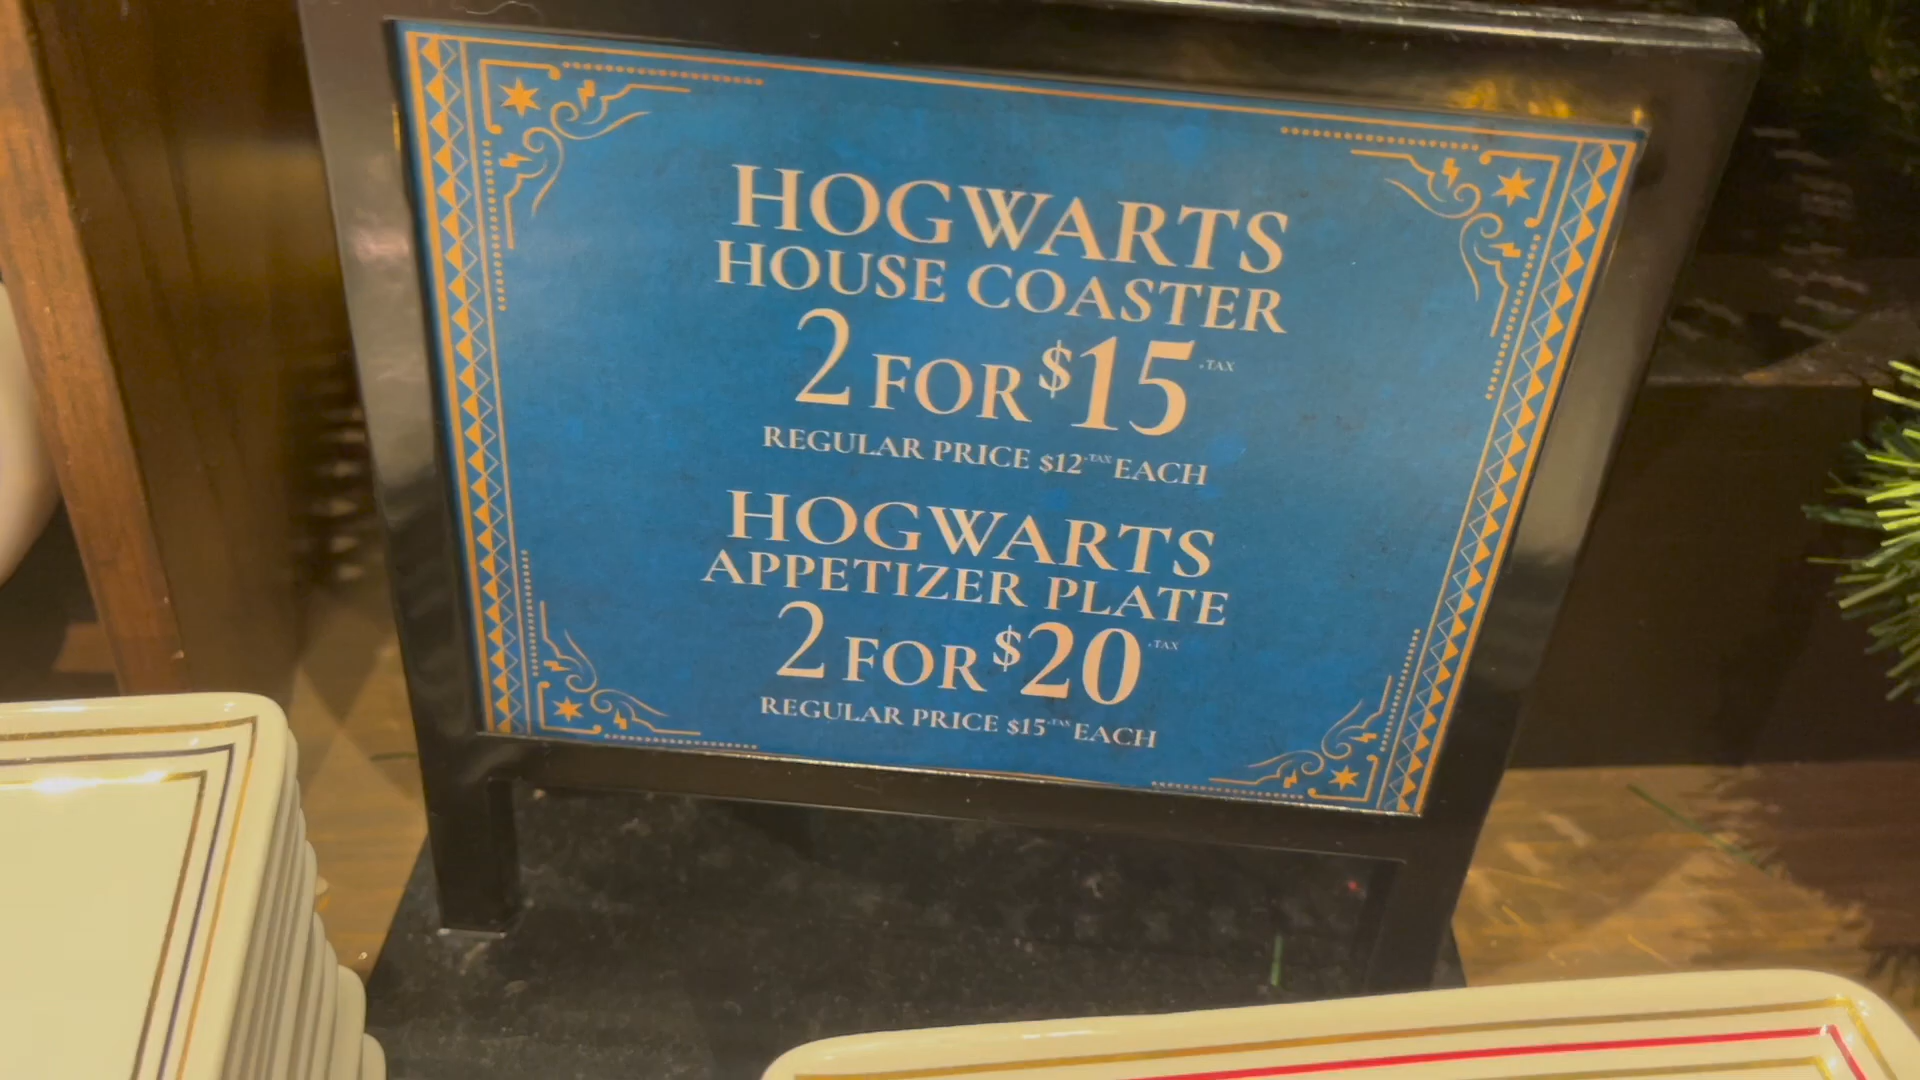 HOGWARTS
HOUSE COASTER
2 FOR $15 +TAX
REGULAR PRICE $12+TAX EACH
HOGWARTS
APPETIZER PLATE
2 FOR $20 +TAX
REGULAR PRICE $15+TAX EACH